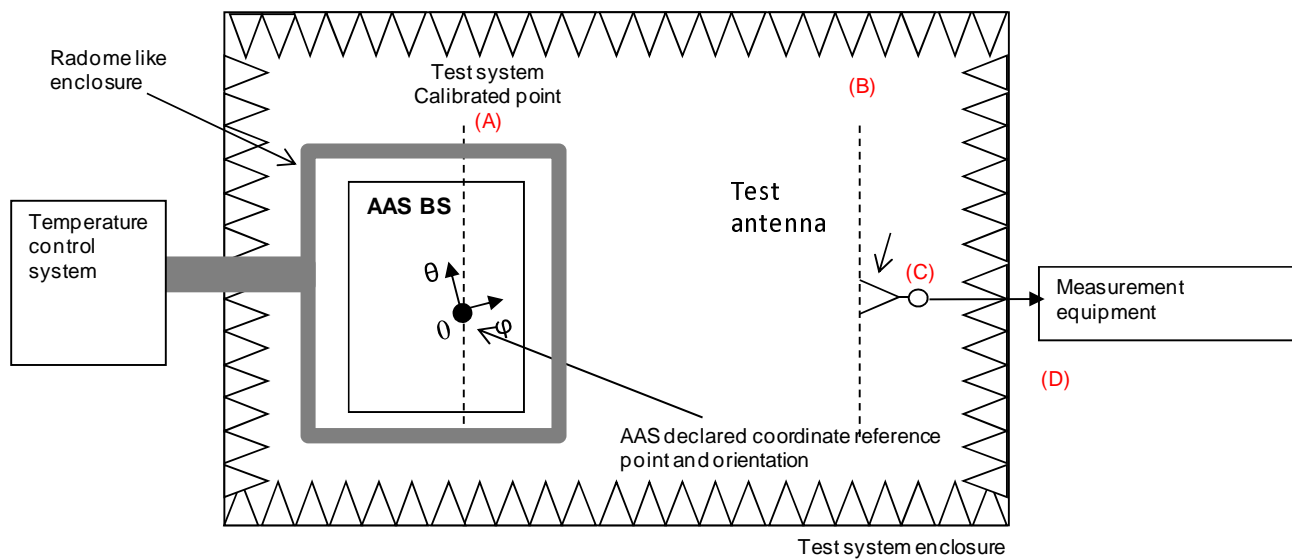 Radome like
enclosure
Test system
Calibrated point
(A)
(B)
AAS BS
Test
antenna
Temperature
control
system
θ
φ
0
(C)
Measurement
equipment
(D)
AAS declared coordinate reference
point and orientation
Test system enclosure